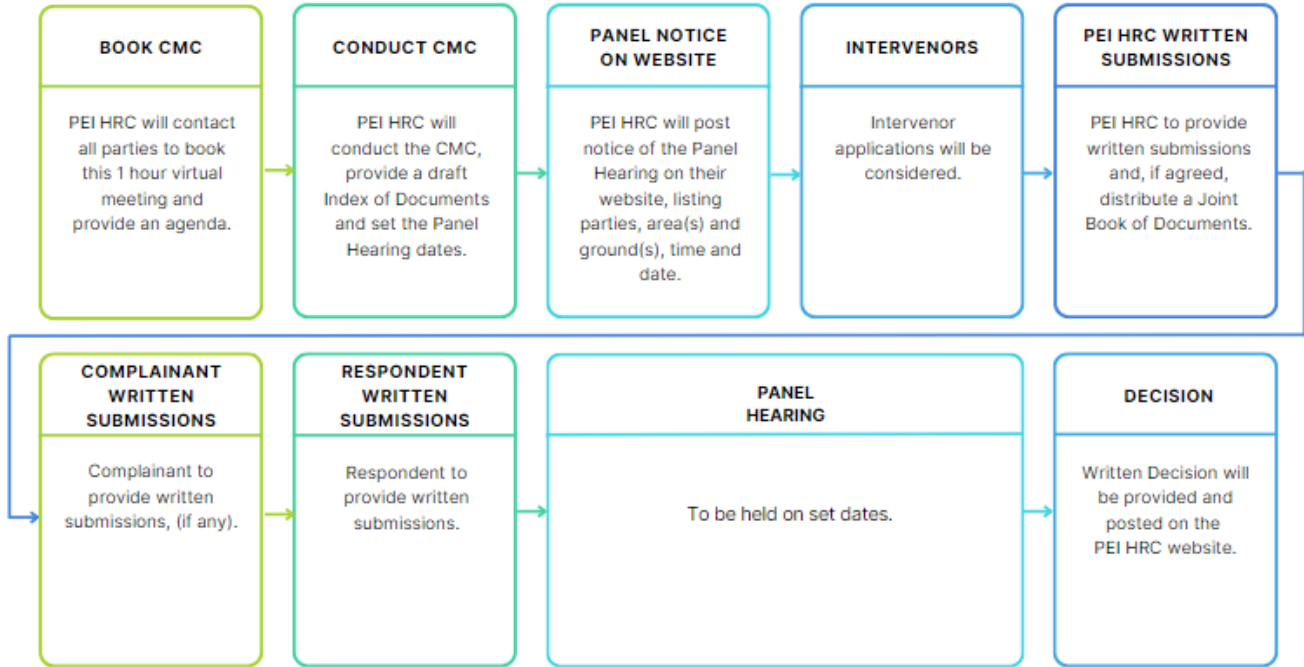 BOOK CMC
PEI HRC will contact
all parties to book
this 1 hour virtual
meeting and
provide an agenda.
CONDUCT CMC
PEI HRC will
conduct the CMC,
provide a draft
Index of Documents
and set the Panel
Hearing dates.
PANEL NOTICE
ON WEBSITE
PEI HRC will post
notice of the Panel
Hearing on their
website, listing
parties, area(s) and
ground(s), time and
date.
INTERVENORS
Intervenor
applications will be
considered.
PEI HRC WRITTEN
SUBMISSIONS
PEI HRC to provide
written submissions
and, if agreed,
distribute a Joint
Book of Documents.
COMPLAINANT
WRITTEN
SUBMISSIONS
Complainant to
provide written
submissions, (if any).
RESPONDENT
WRITTEN
SUBMISSIONS
Respondent to
provide written
submissions.
PANEL
HEARING
To be held on set dates.
DECISION
Written Decision will
be provided and
posted on the
PEI HRC website.